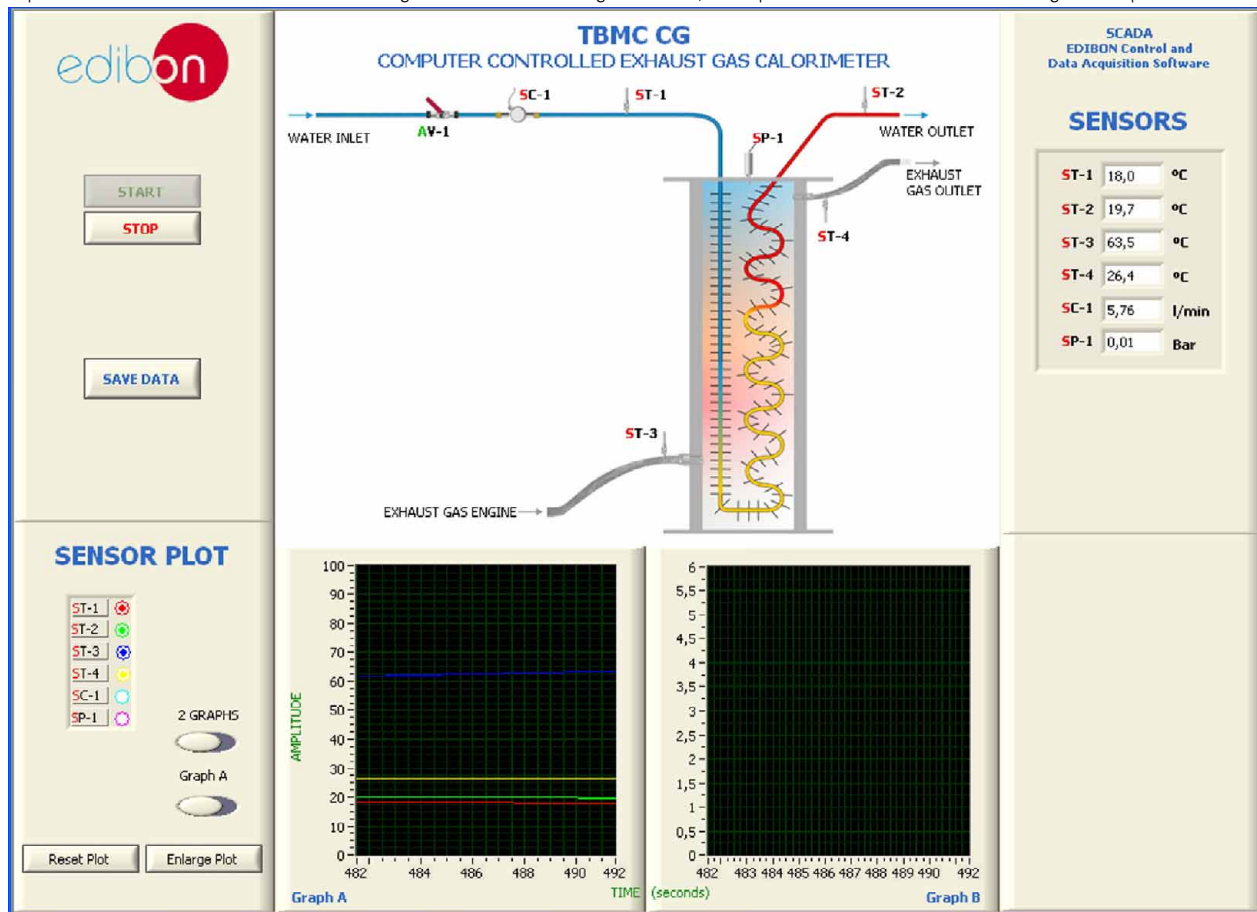 edibon
START
STOP
SAVE DATA
TBMC CG
COMPUTER CONTROLLED EXHAUST GAS CALORIMETER
SC-1
ST-1
ST-2
WATER INLET
AV-1
SP-1
WATER OUTLET
EXHAUST
GAS OUTLET
ST-4
ST-3
EXHAUST GAS ENGINE
SCADA
EDIBON Control and
Data Acquisition Software
SENSORS
ST-1 18,0 ºC
ST-2 19,7 ºC
ST-3 63,5 ºC
ST-4 26,4 ºC
SC-1 5,76 l/min
SP-1 0,01 Bar
SENSOR PLOT
ST-1
ST-2
ST-3
ST-4
SC-1
SP-1
2 GRAPHS
Graph A
Reset Plot Enlarge Plot
100
90
80
70
60
50
40
30
20
10
0
AMPLITUDE
482 484 486 488 490 492
Graph A
TIME (seconds)
6
5,5
5
4,5
4
3,5
3
2,5
2
1,5
1
0,5
0
482 483 484 485 486 487 488 489 490 492
Graph B